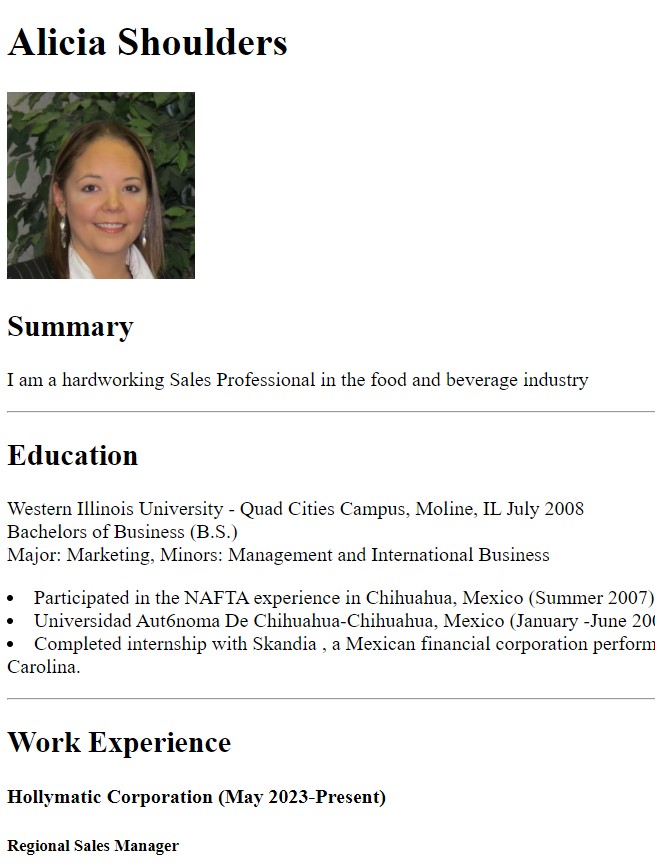 Alicia Shoulders
Summary
I am a hardworking Sales Professional in the food and beverage industry
Education
Western Illinois University - Quad Cities Campus, Moline, IL July 2008
Bachelors of Business (B.S.)
Major: Marketing, Minors: Management and International Business
• Participated in the NAFTA experience in Chihuahua, Mexico (Summer 2007)
• Universidad Aut6noma De Chihuahua-Chihuahua, Mexico (January -June 200
• Completed internship with Skandia , a Mexican financial corporation perform
Carolina.
Work Experience
Hollymatic Corporation (May 2023-Present)
Regional Sales Manager